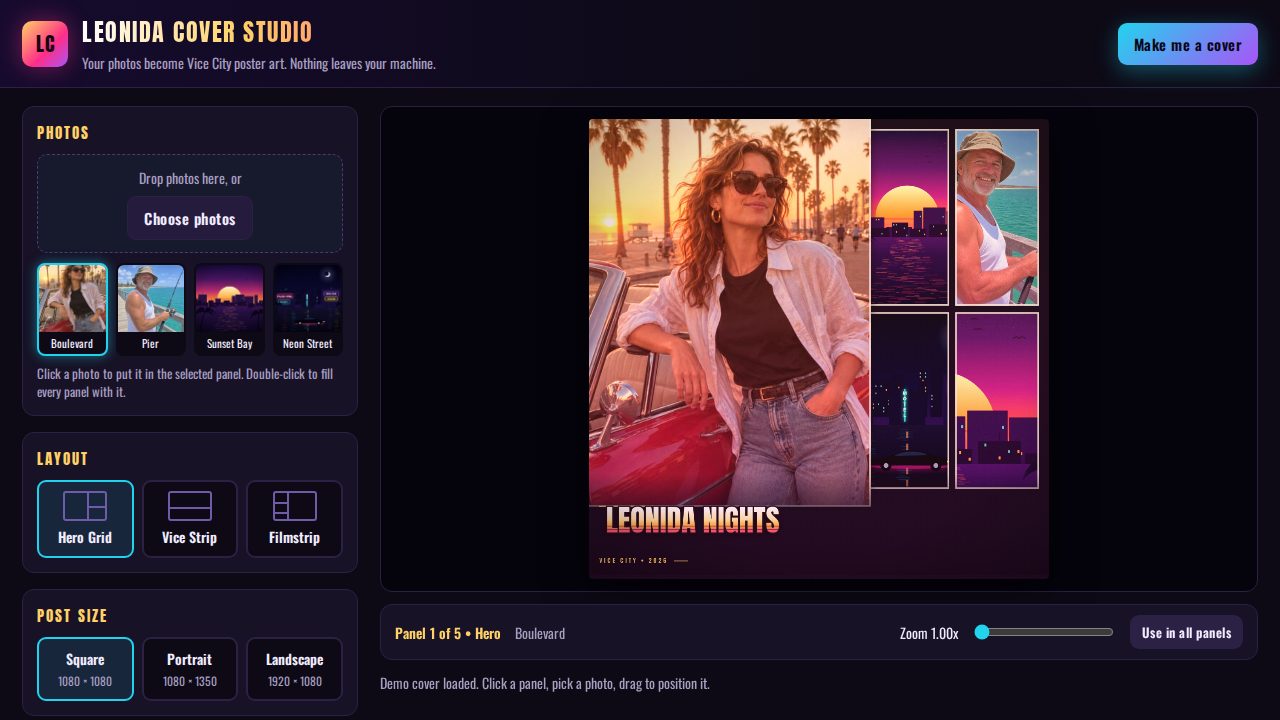 LC
LEONIDA COVER STUDIO
Your photos become Vice City poster art. Nothing leaves your machine.
Make me a cover
PHOTOS
Drop photos here, or
Choose photos
Boulevard
Pier
Sunset Bay
Neon Street
Click a photo to put it in the selected panel. Double-click to fill
every panel with it.
LAYOUT
Hero Grid
Vice Strip
Filmstrip
POST SIZE
Square
1080 × 1080
Portrait
1080 × 1350
Landscape
1920 × 1080
LEONIDA NIGHTS
VICE CITY • 2026
Panel 1 of 5 • Hero
Boulevard
Zoom 1.00x
Use in all panels
Demo cover loaded. Click a panel, pick a photo, drag to position it.